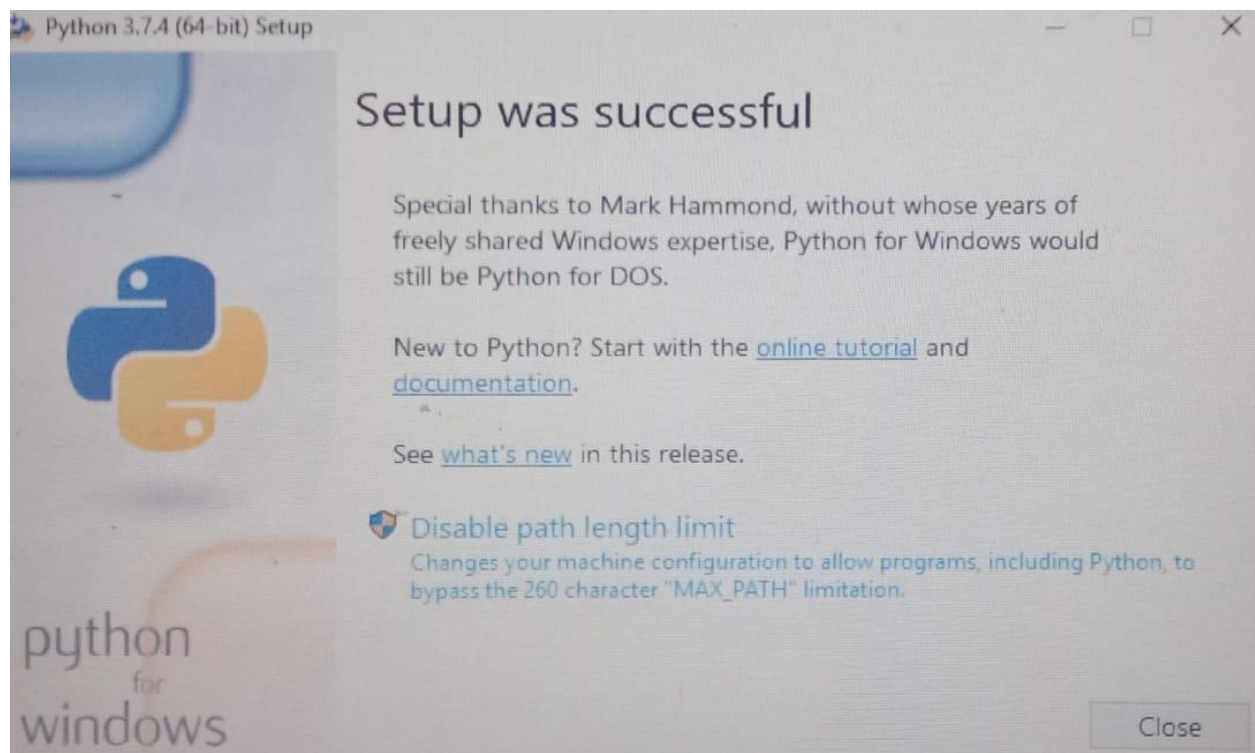 Python 3.7.4 (64-bit) Setup
Setup was successful
Special thanks to Mark Hammond, without whose years of
freely shared Windows expertise, Python for Windows would
still be Python for DOS.
New to Python? Start with the online tutorial and
documentation.
See what's new in this release.
Disable path length limit
Changes your machine configuration to allow programs, including Python, to
bypass the 260 character "MAX_PATH" limitation.
python
for
windows
Close